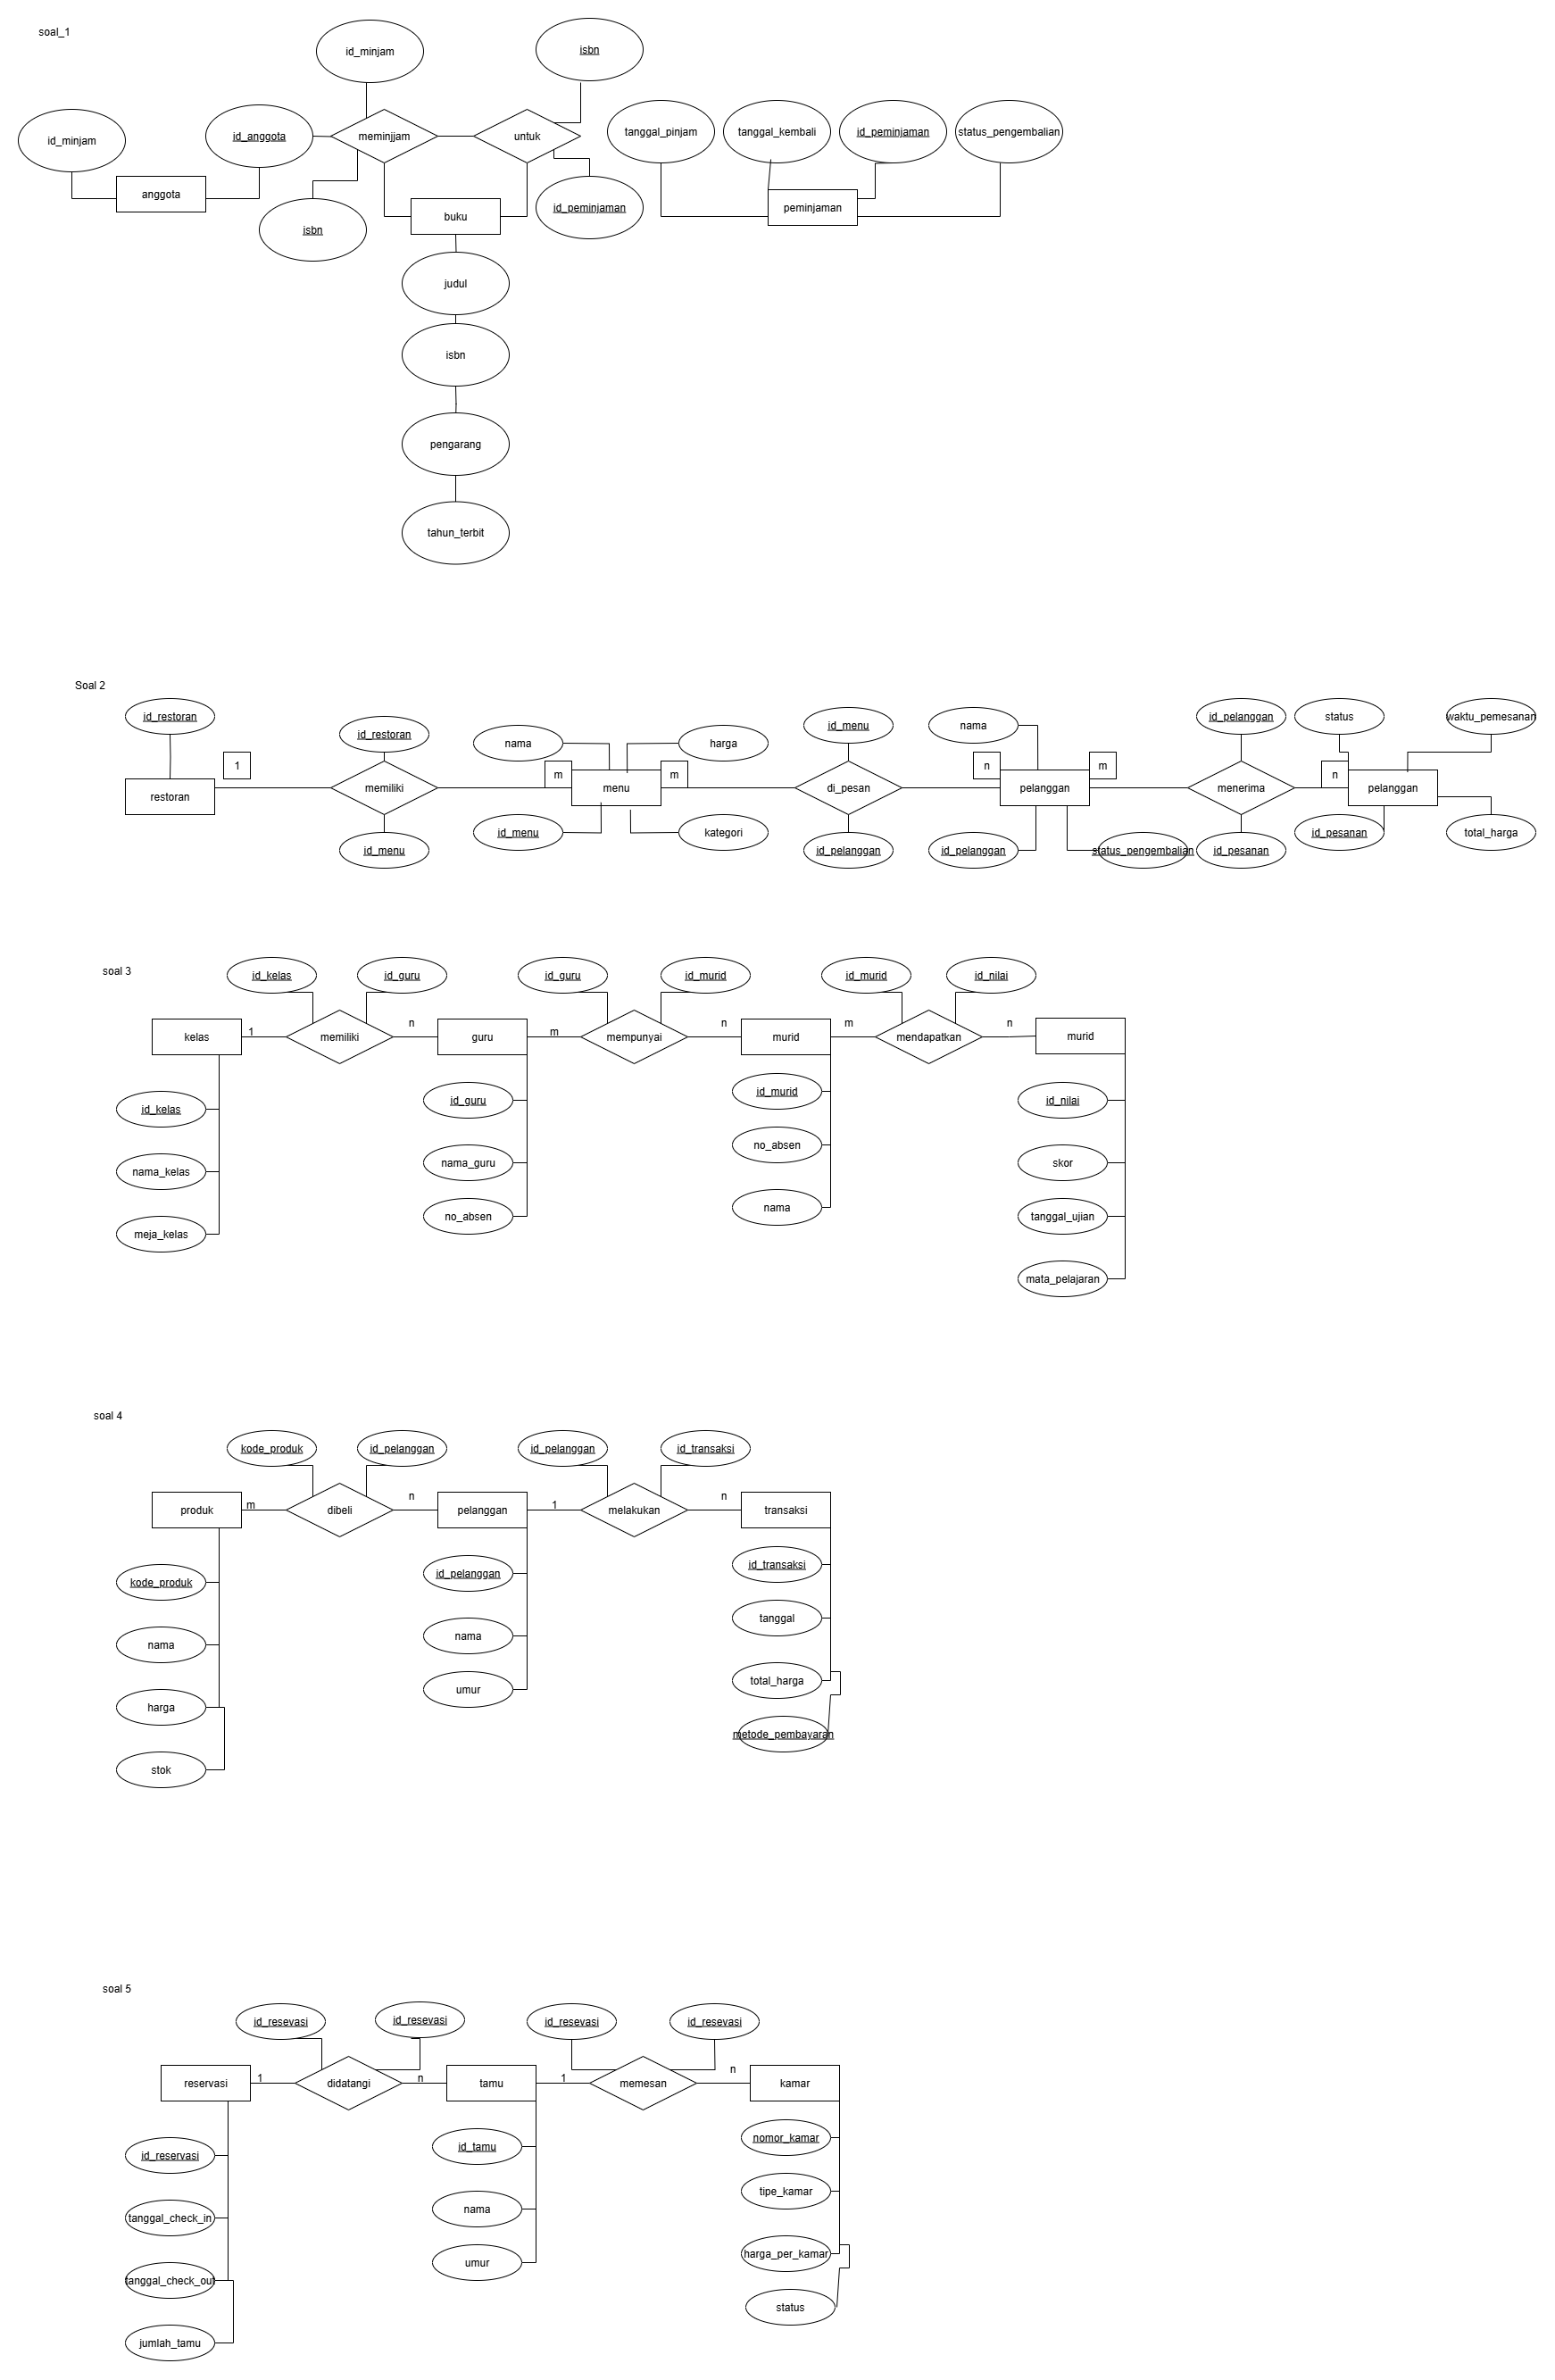 soal_1
id_minjam
isbn
id_minjam
id_anggota
meminjjam
untuk
tanggal_pinjam
tanggal_kembali
id_peminjaman
status_pengembalian
anggota
isbn
buku
id_peminjaman
peminjaman
judul
isbn
pengarang
tahun_terbit
Soal 2
id_restoran
id_restoran
nama
harga
id_menu
nama
id_pelanggan
status
waktu_pemesanan
1
m
m
n
m
n
restoran
memiliki
menu
di_pesan
pelanggan
menerima
pelanggan
id_menu
id_menu
kategori
id_pelanggan
id_pelanggan
status_pengembalian
id_pesanan
id_pesanan
total_harga
soal 3
id_kelas
id_guru
id_guru
id_murid
id_murid
id_nilai
kelas
1
memiliki
n
guru
m
mempunyai
n
murid
m
mendapatkan
n
murid
id_kelas
id_guru
id_murid
id_nilai
nama_kelas
nama_guru
no_absen
skor
meja_kelas
no_absen
nama
tanggal_ujian
mata_pelajaran
soal 4
kode_produk
id_pelanggan
id_pelanggan
id_transaksi
produk
m
dibeli
n
pelanggan
1
melakukan
n
transaksi
kode_produk
id_pelanggan
id_transaksi
nama
nama
tanggal
harga
umur
total_harga
stok
metode_pembayaran
soal 5
id_resevasi
id_resevasi
id_resevasi
id_resevasi
reservasi
1
didatangi
n
tamu
1
memesan
n
kamar
id_reservasi
id_tamu
nomor_kamar
tanggal_check_in
nama
tipe_kamar
tanggal_check_out
umur
harga_per_kamar
jumlah_tamu
status